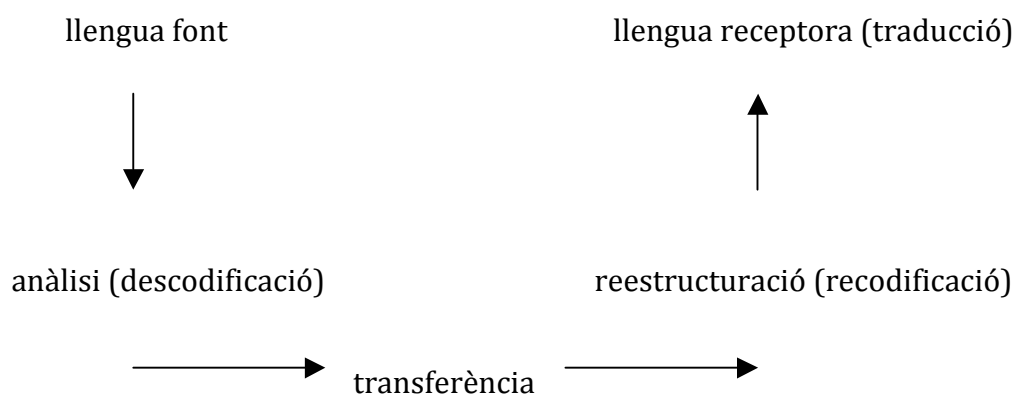 llengua font
llengua receptora (traducció)
anàlisi (descodificació)
reestructuració (recodificació)
transferència